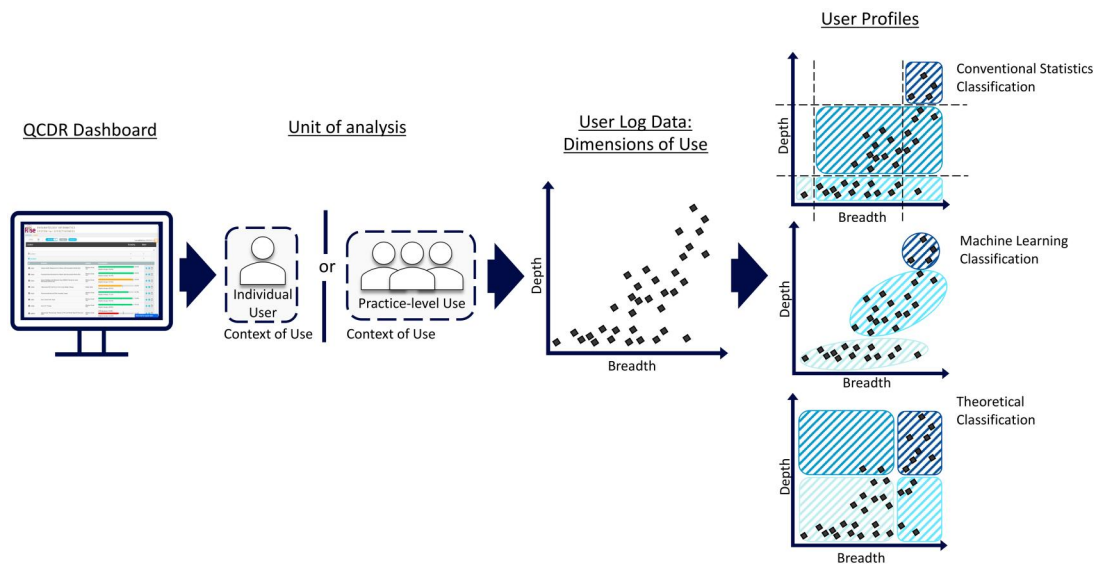 User Profiles
Conventional Statistics
Classification
QCDR Dashboard
Unit of analysis
User Log Data:
Dimensions of Use
Depth
Breadth
RISE
Individual
User
Context of Use
or
Practice-level Use
Context of Use
Depth
Breadth
Machine Learning
Classification
Depth
Breadth
Theoretical
Classification
Depth
Breadth